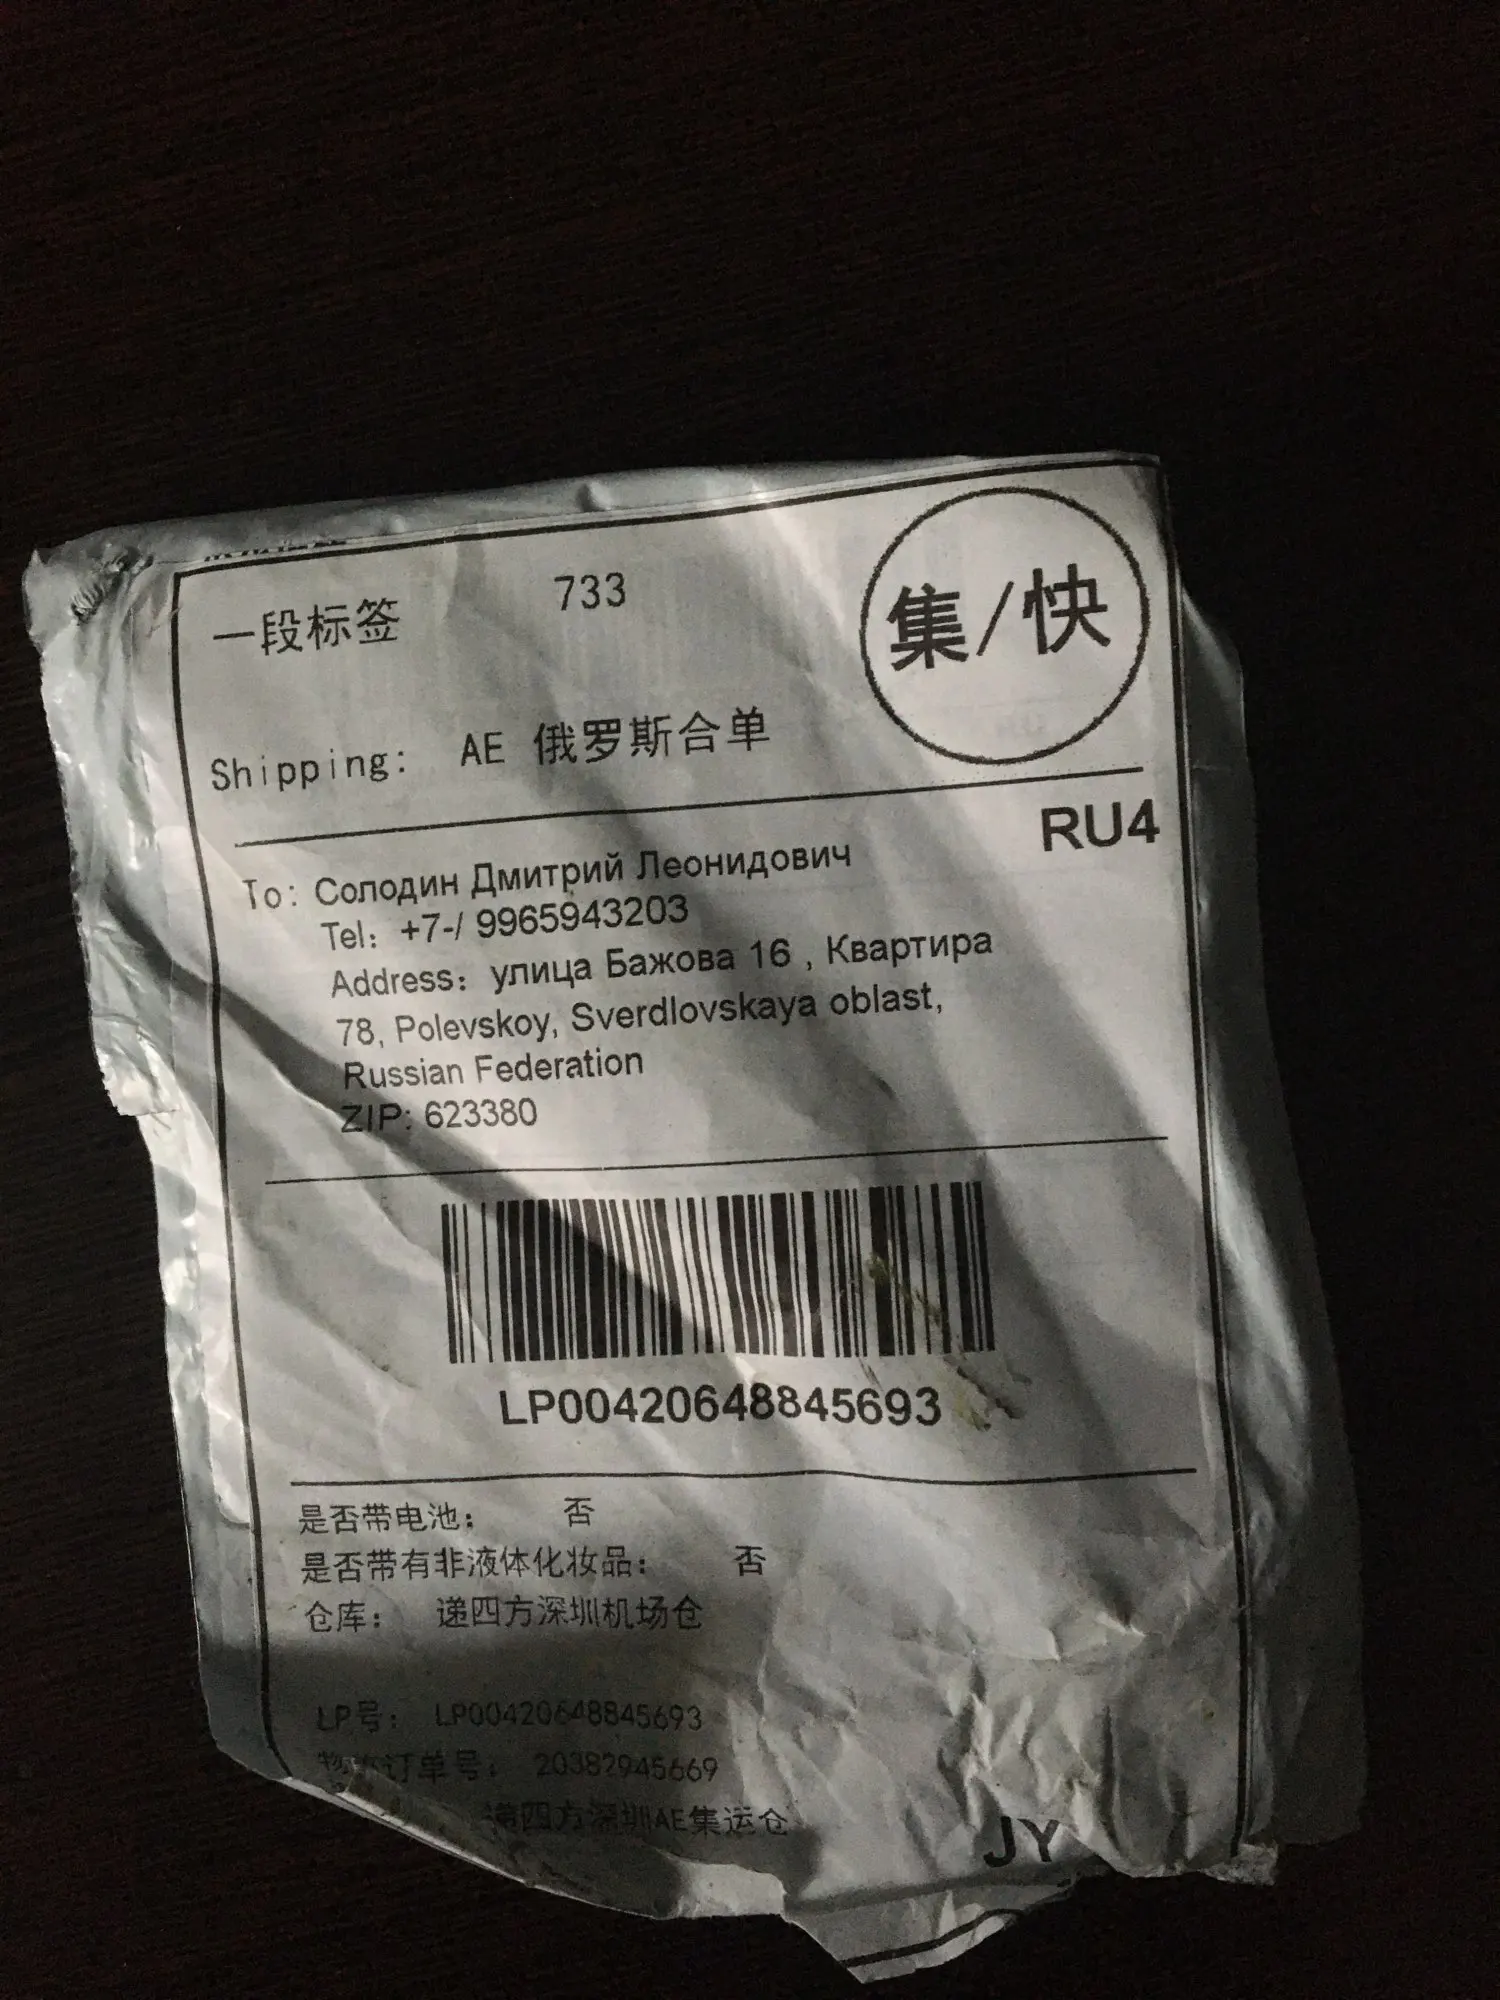 一段标签 733
集/快
Shipping: AE 俄罗斯合单
RU4
To: Солодин Дмитрий Леонидович
Tel: +7-/ 9965943203
Address: улица Бажова 16 , Квартира
78, Polevskoy, Sverdlovskaya oblast,
Russian Federation
ZIP: 623380
LP00420648845693
是否带电池: 否
是否带有非液体化妆品: 否
仓库: 递四方深圳机场仓
LP号: LP00420648845693
订单号: 20382945669
递四方深圳AE集运仓
JY